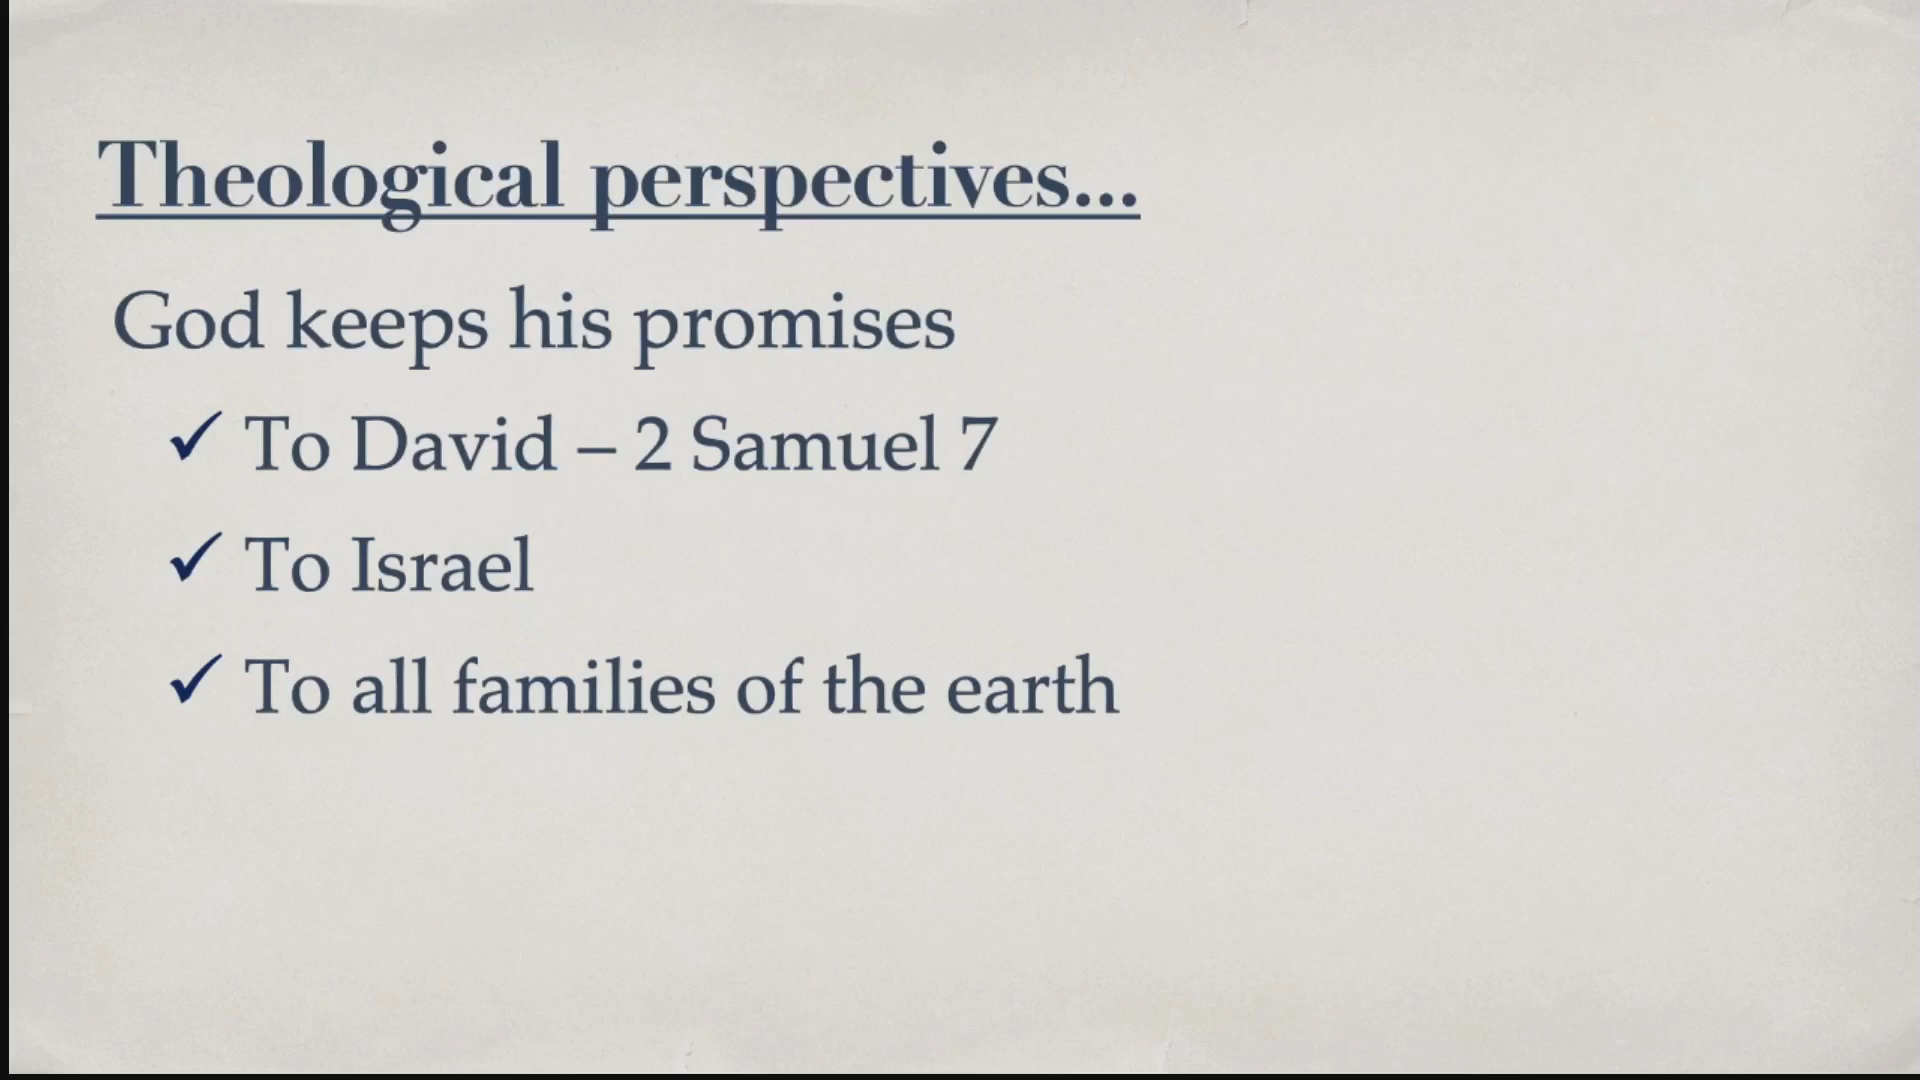 Theological perspectives...
God keeps his promises
✓ To David – 2 Samuel 7
✓ To Israel
✓ To all families of the earth